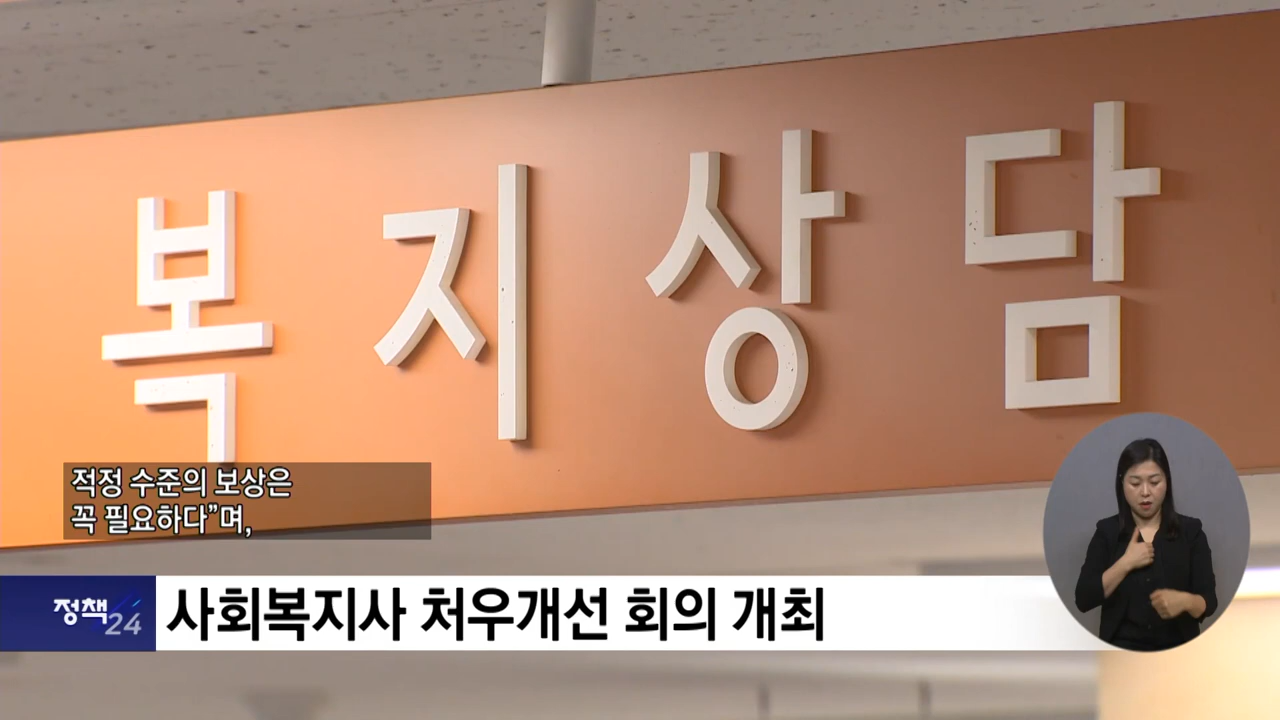 복지상담
적정 수준의 보상은
꼭 필요하다”며,
정책24
사회복지사 처우개선 회의 개최